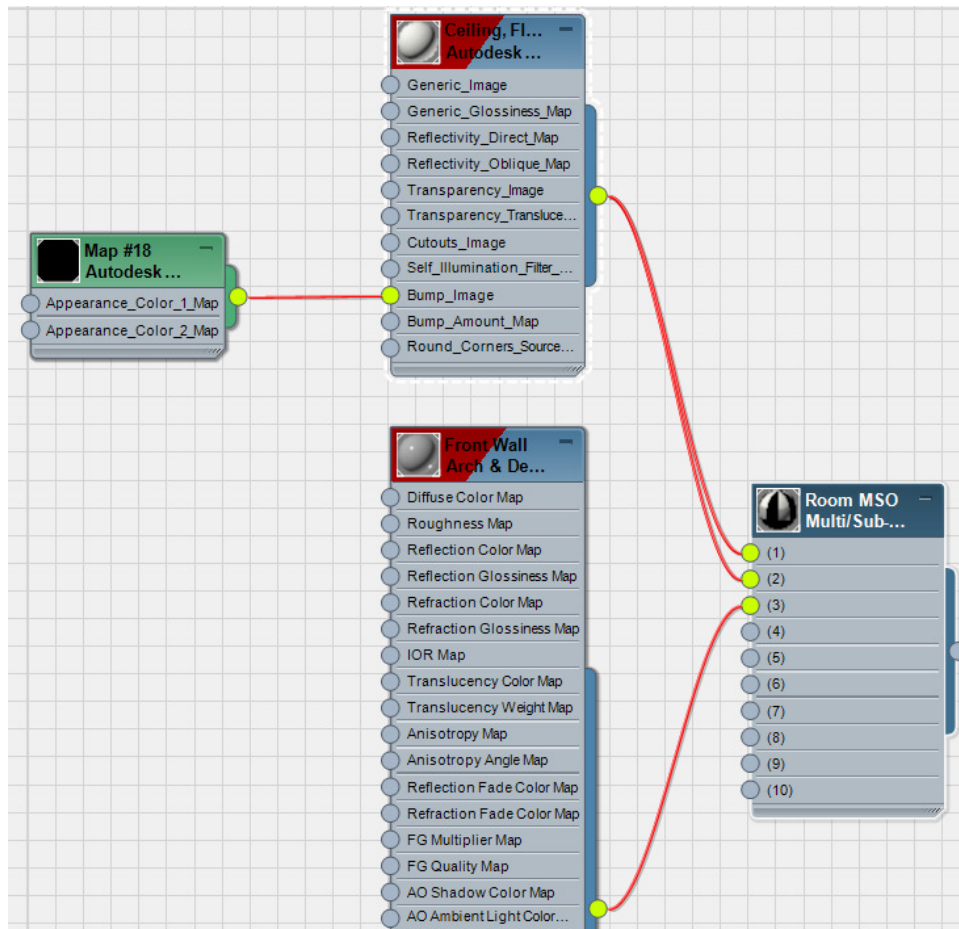 Ceiling, Fl...
Autodesk ...
Generic_Image
Generic_Glossiness_Map
Reflectivity_Direct_Map
Reflectivity_Oblique_Map
Transparency_Image
Transparency_Transluce...
Cutouts_Image
Self_Illumination_Filter_...
Bump_Image
Bump_Amount_Map
Round_Corners_Source...
Map #18
Autodesk ...
Appearance_Color_1_Map
Appearance_Color_2_Map
Front Wall
Arch & De...
Diffuse Color Map
Roughness Map
Reflection Color Map
Reflection Glossiness Map
Refraction Color Map
Refraction Glossiness Map
IOR Map
Translucency Color Map
Translucency Weight Map
Anisotropy Map
Anisotropy Angle Map
Reflection Fade Color Map
Refraction Fade Color Map
FG Multiplier Map
FG Quality Map
AO Shadow Color Map
AO Ambient Light Color...
Room MSO
Multi/Sub-...
(1)
(2)
(3)
(4)
(5)
(6)
(7)
(8)
(9)
(10)